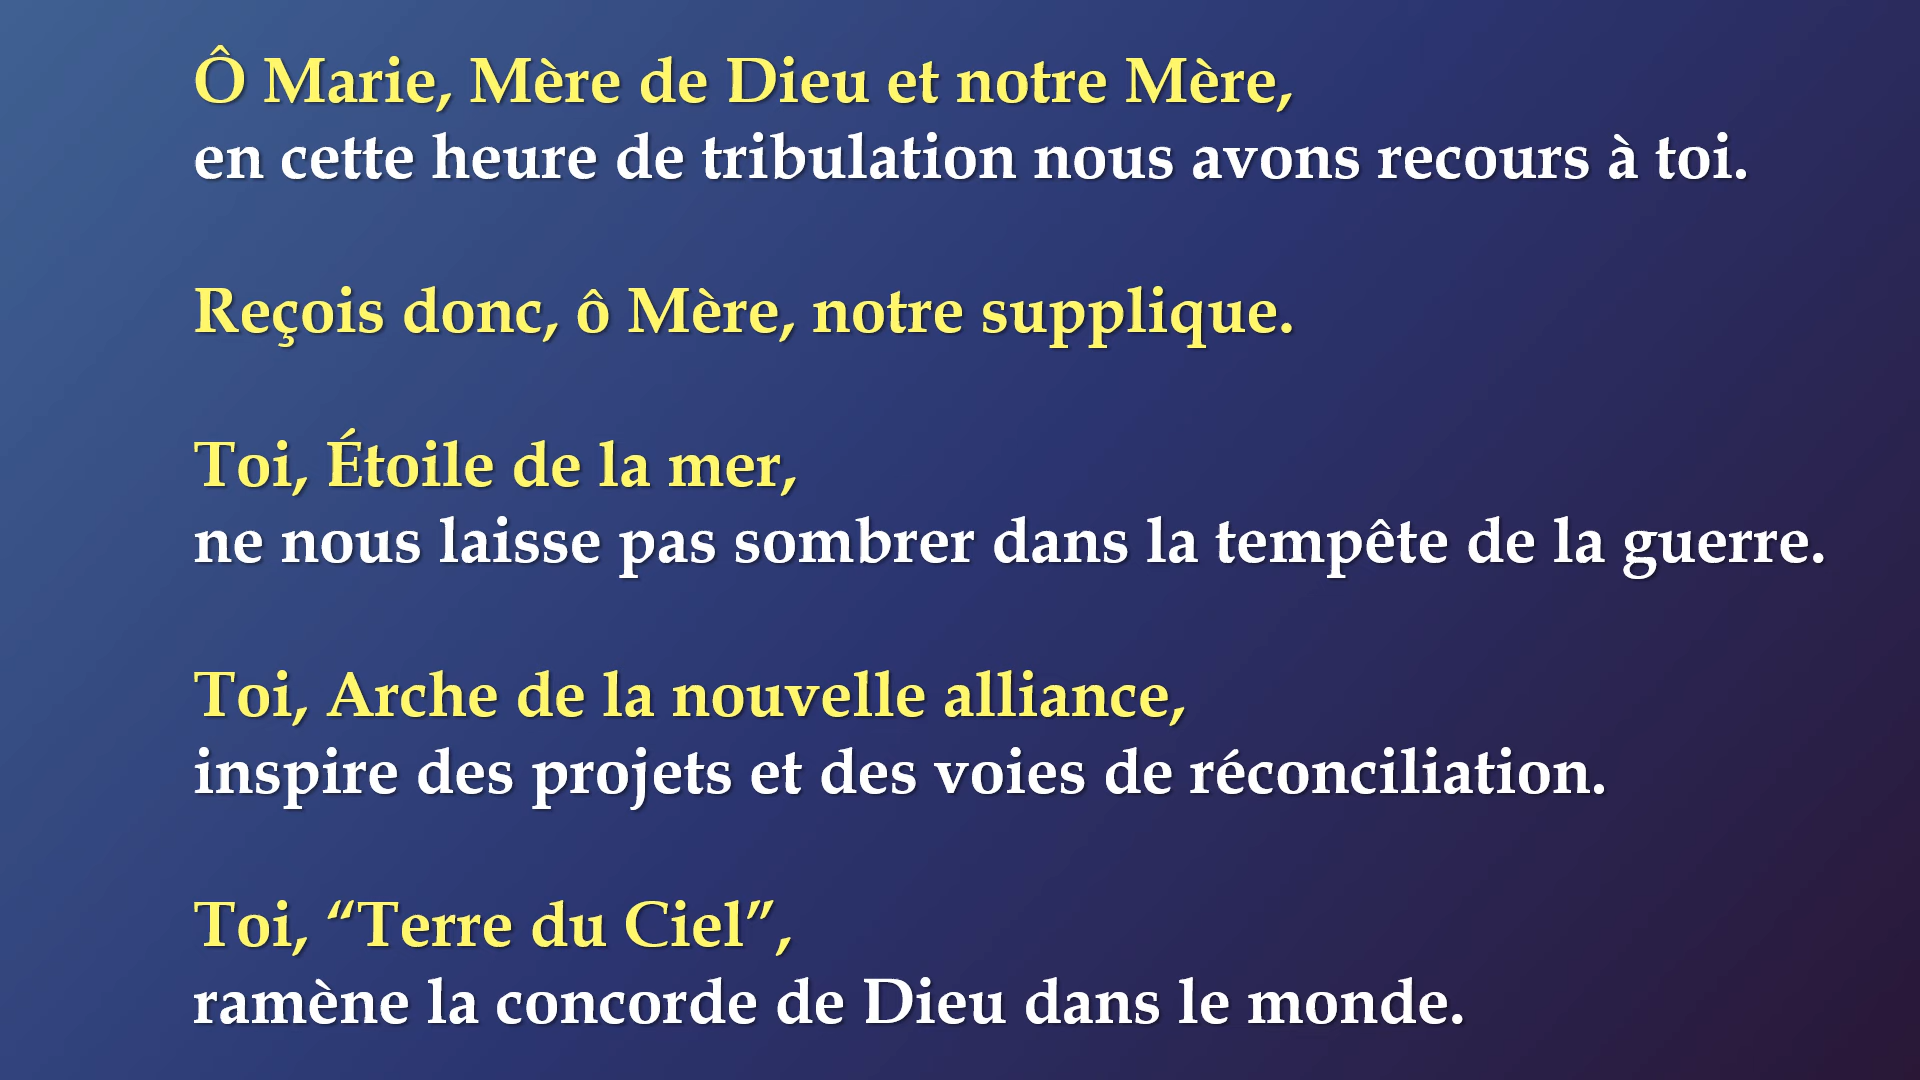 Ô Marie, Mère de Dieu et notre Mère,
en cette heure de tribulation nous avons recours à toi.
Reçois donc, ô Mère, notre supplique.
Toi, Étoile de la mer,
ne nous laisse pas sombrer dans la tempête de la guerre.
Toi, Arche de la nouvelle alliance,
inspire des projets et des voies de réconciliation.
Toi, “Terre du Ciel”,
ramène la concorde de Dieu dans le monde.